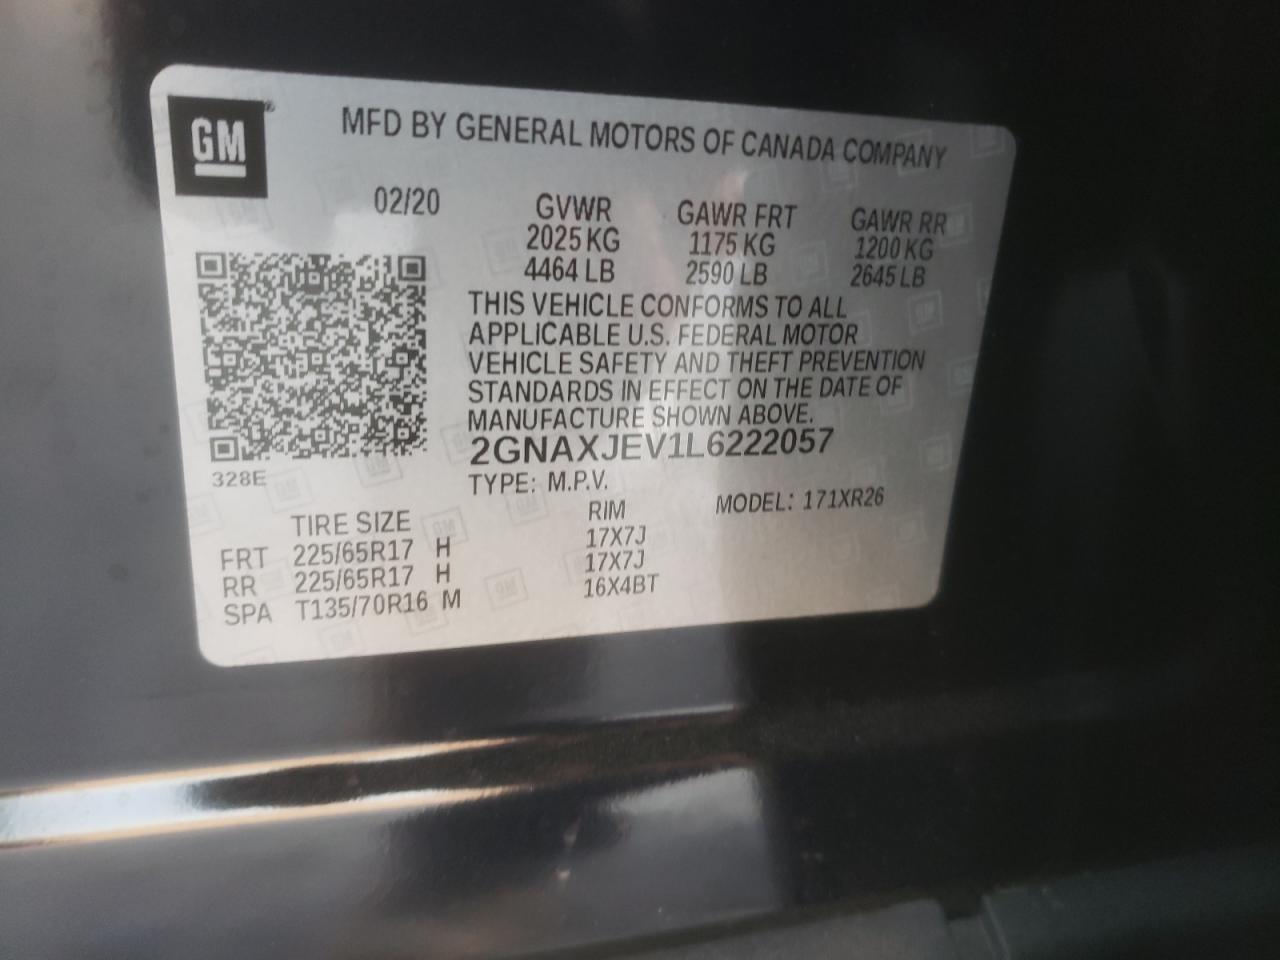 GM ®
MFD BY GENERAL MOTORS OF CANADA COMPANY
02/20 GVWR GAWR FRT GAWR RR
2025 KG 1175 KG 1200 KG
4464 LB 2590 LB 2645 LB
THIS VEHICLE CONFORMS TO ALL
APPLICABLE U.S. FEDERAL MOTOR
VEHICLE SAFETY AND THEFT PREVENTION
STANDARDS IN EFFECT ON THE DATE OF
MANUFACTURE SHOWN ABOVE.
2GNAXJEV1L6222057
328E
TYPE: M.P.V. MODEL: 171XR26
TIRE SIZE RIM
FRT 225/65R17 H 17X7J
RR 225/65R17 H 17X7J
SPA T135/70R16 M 16X4BT